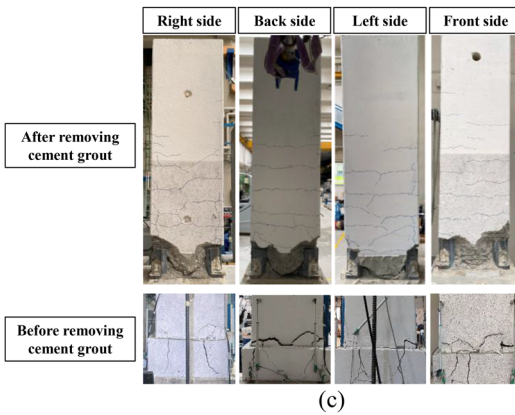 Right side
Back side
Left side
Front side
After removing
cement grout
Before removing
cement grout
(c)